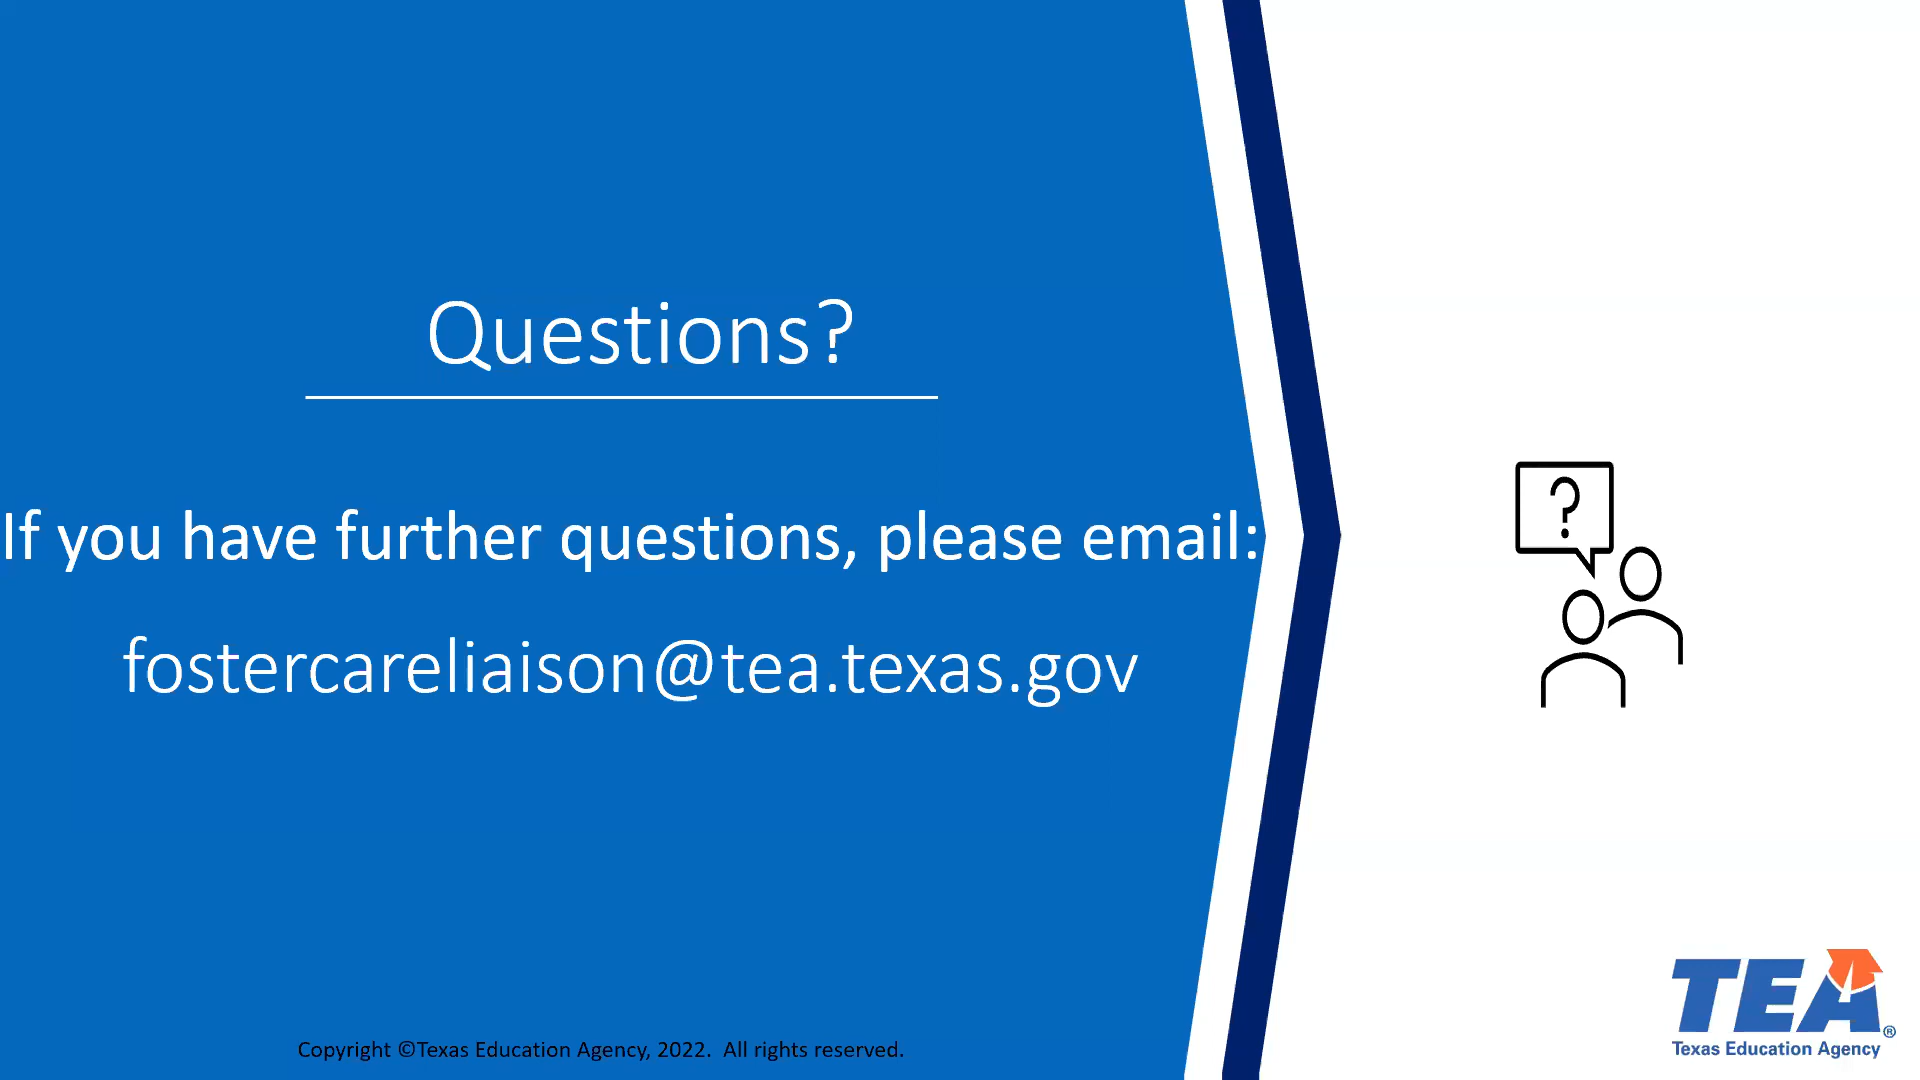 Questions?
If you have further questions, please email:
fostercareliaison@tea.texas.gov
?
TEA®
Texas Education Agency
Copyright ©Texas Education Agency, 2022.  All rights reserved.